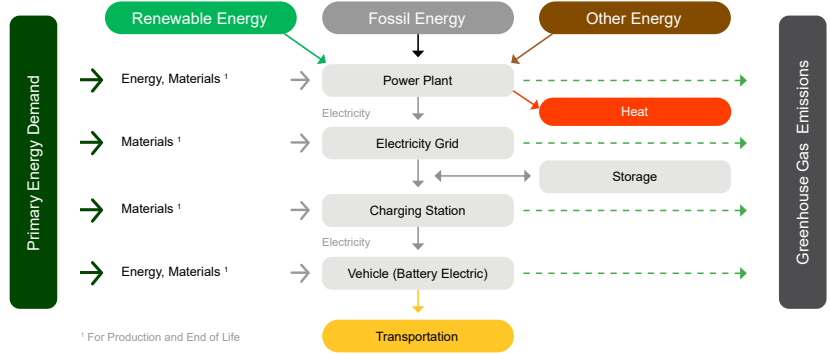 Renewable Energy
Fossil Energy
Other Energy
Primary Energy Demand
Greenhouse Gas Emissions
Energy, Materials ¹
Power Plant
Electricity
Heat
Materials ¹
Electricity Grid
Storage
Materials ¹
Charging Station
Electricity
Energy, Materials ¹
Vehicle (Battery Electric)
¹ For Production and End of Life
Transportation